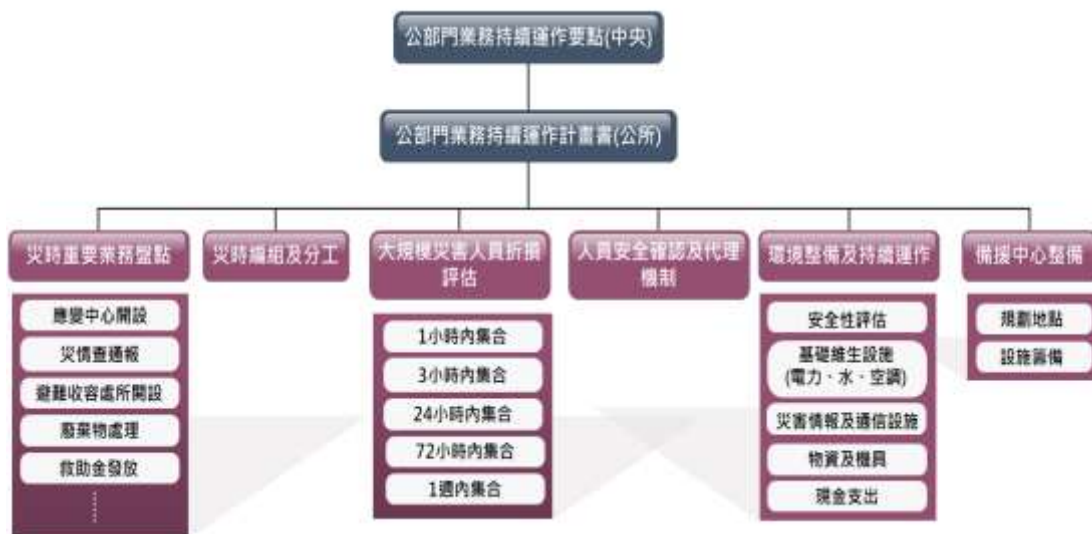 公部門業務持續運作要點(中央)
公部門業務持續運作計畫書(公所)
災時重要業務盤點
應變中心開設
災情查通報
避難收容處所開設
廢棄物處理
救助金發放
災時編組及分工
大規模災害人員折損
評估
1小時內集合
3小時內集合
24小時內集合
72小時內集合
1週內集合
人員安全確認及代理
機制
環境整備及持續運作
安全性評估
基礎維生設施
(電力、水、空調)
災害情報及通信設施
物資及機具
現金支出
備援中心整備
規劃地點
設施籌備